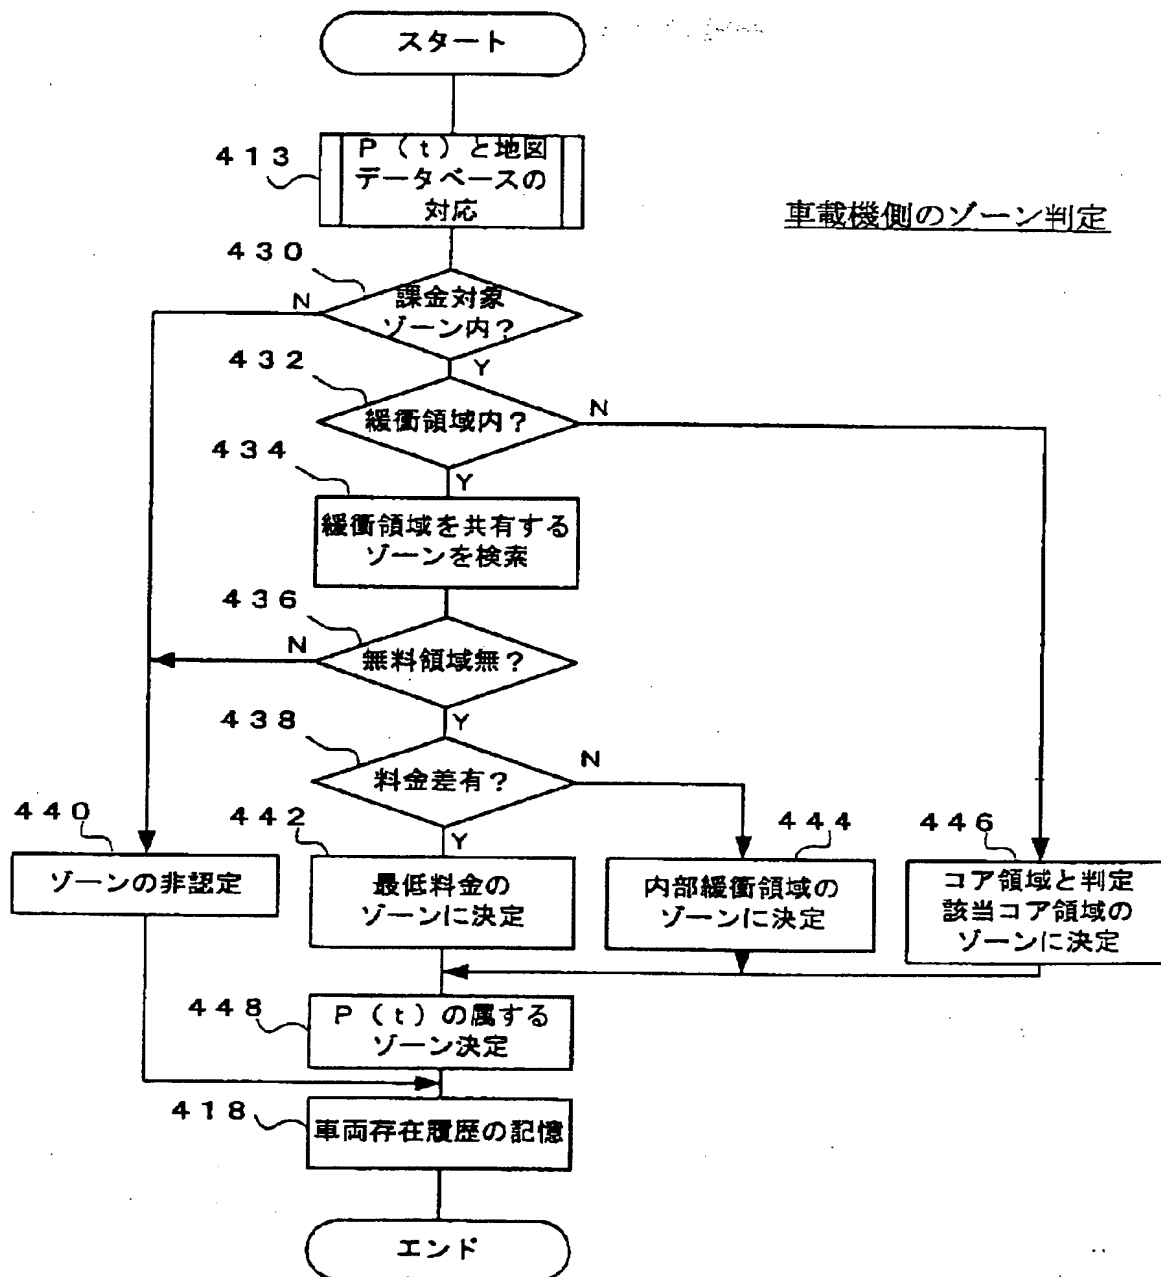 スタート
413
P(t)と地図
データベースの
対応
車載機側のゾーン判定
430
N
課金対象
ゾーン内?
432
Y
緩衝領域内?
N
434
Y
緩衝領域を共有する
ゾーンを検索
436
N
無料領域無?
438
Y
料金差有?
N
440
442
Y
444
446
ゾーンの非認定
最低料金の
ゾーンに決定
内部緩衝領域の
ゾーンに決定
コア領域と判定
該当コア領域の
ゾーンに決定
448
P(t)の属する
ゾーン決定
418
車両存在履歴の記憶
エンド